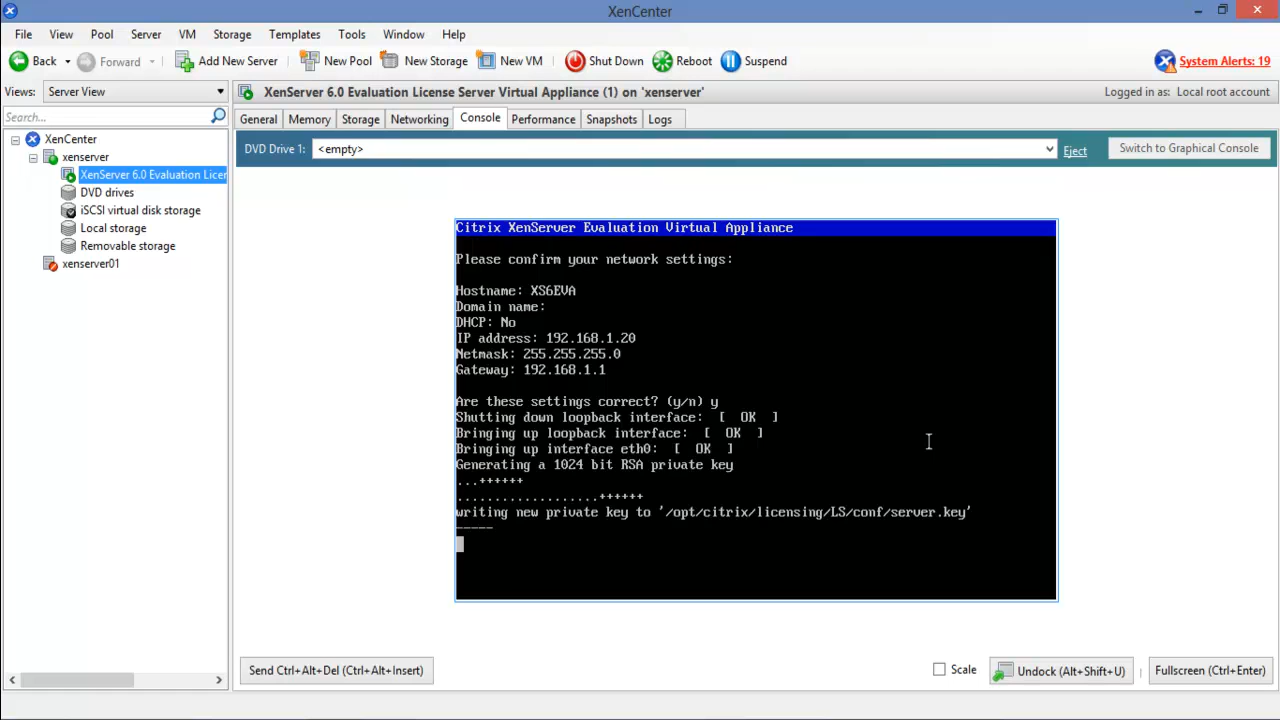 XenCenter
File View Pool Server VM Storage Templates Tools Window Help
Back Forward Add New Server New Pool New Storage New VM Shut Down Reboot Suspend System Alerts: 19
Views: Server View
XenServer 6.0 Evaluation License Server Virtual Appliance (1) on 'xenserver'
Logged in as: Local root account
Search...
General Memory Storage Networking Console Performance Snapshots Logs
XenCenter
xenserver
XenServer 6.0 Evaluation Licer
DVD drives
iSCSI virtual disk storage
Local storage
Removable storage
xenserver01
DVD Drive 1: <empty> Eject Switch to Graphical Console
Citrix XenServer Evaluation Virtual Appliance
Please confirm your network settings:
Hostname: XS6EVA
Domain name:
DHCP: No
IP address: 192.168.1.20
Netmask: 255.255.255.0
Gateway: 192.168.1.1
Are these settings correct? (y/n) y
Shutting down loopback interface: [ OK ]
Bringing up loopback interface: [ OK ]
Bringing up interface eth0: [ OK ]
Generating a 1024 bit RSA private key
...++++++
...................++++++
writing new private key to '/opt/citrix/licensing/LS/conf/server.key'
-----
Send Ctrl+Alt+Del (Ctrl+Alt+Insert) Scale Undock (Alt+Shift+U) Fullscreen (Ctrl+Enter)